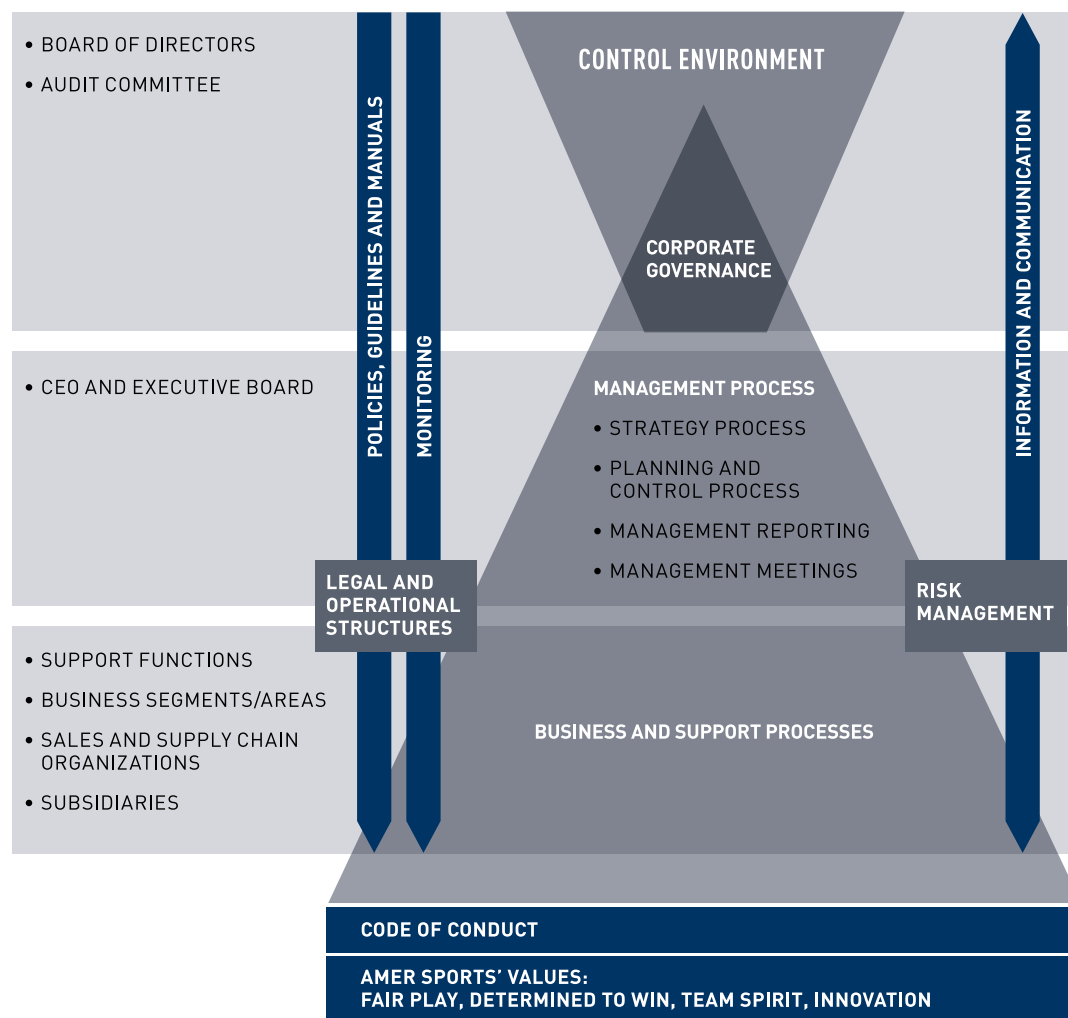 • BOARD OF DIRECTORS
• AUDIT COMMITTEE
POLICIES, GUIDELINES AND MANUALS
MONITORING
CONTROL ENVIRONMENT
CORPORATE
GOVERNANCE
INFORMATION AND COMMUNICATION
• CEO AND EXECUTIVE BOARD
MANAGEMENT PROCESS
• STRATEGY PROCESS
• PLANNING AND
CONTROL PROCESS
• MANAGEMENT REPORTING
• MANAGEMENT MEETINGS
LEGAL AND
OPERATIONAL
STRUCTURES
RISK
MANAGEMENT
• SUPPORT FUNCTIONS
• BUSINESS SEGMENTS/AREAS
• SALES AND SUPPLY CHAIN
ORGANIZATIONS
• SUBSIDIARIES
BUSINESS AND SUPPORT PROCESSES
CODE OF CONDUCT
AMER SPORTS’ VALUES:
FAIR PLAY, DETERMINED TO WIN, TEAM SPIRIT, INNOVATION